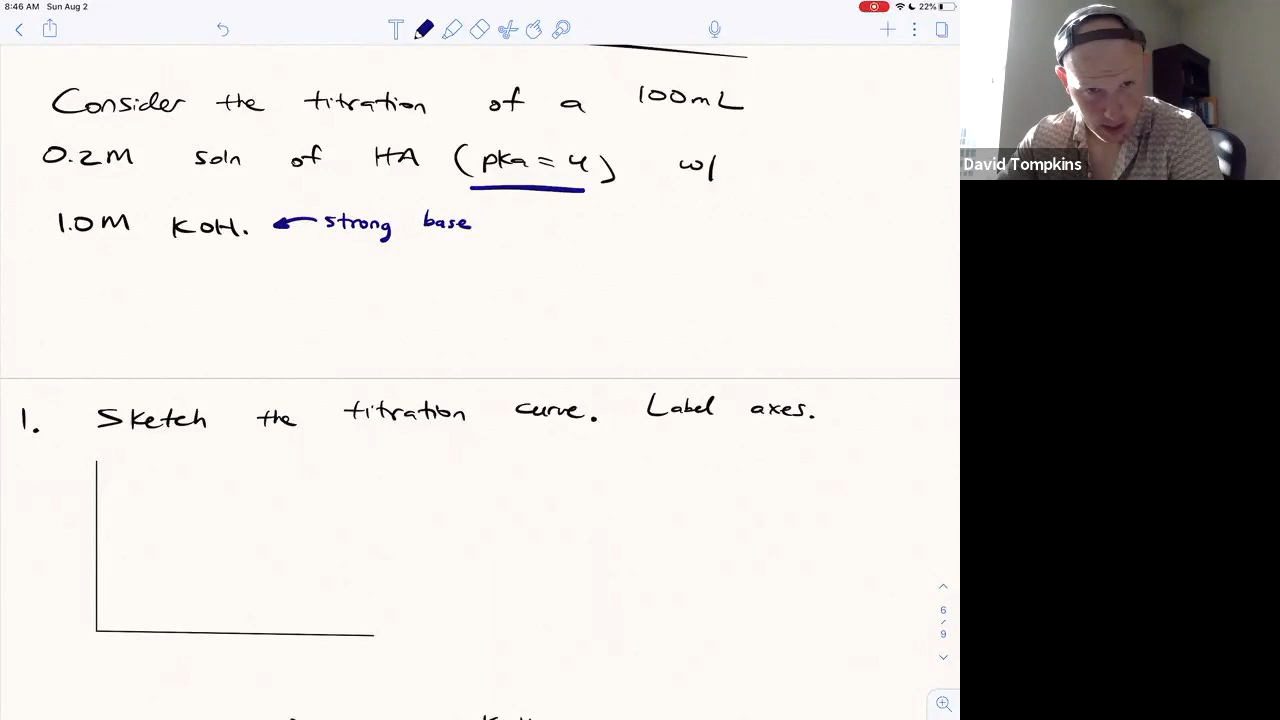 8:46 AM Sun Aug 2
22%
T
Consider the titration of a 100mL
0.2M soln of HA (pka = 4) w/
1.0M KOH. ← strong base
David Tompkins
1. Sketch the titration curve. Label axes.
6
/
9